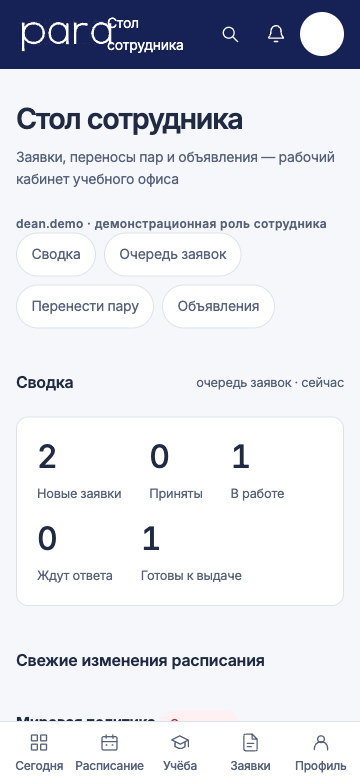 para
Стол
сотрудника
Стол сотрудника
Заявки, переносы пар и объявления — рабочий
кабинет учебного офиса
dean.demo · демонстрационная роль сотрудника
Сводка
Очередь заявок
Перенести пару
Объявления
Сводка
очередь заявок · сейчас
2
0
1
Новые заявки
Приняты
В работе
0
1
Ждут ответа
Готовы к выдаче
Свежие изменения расписания
Мировая политика
Сегодня
Расписание
Учёба
Заявки
Профиль